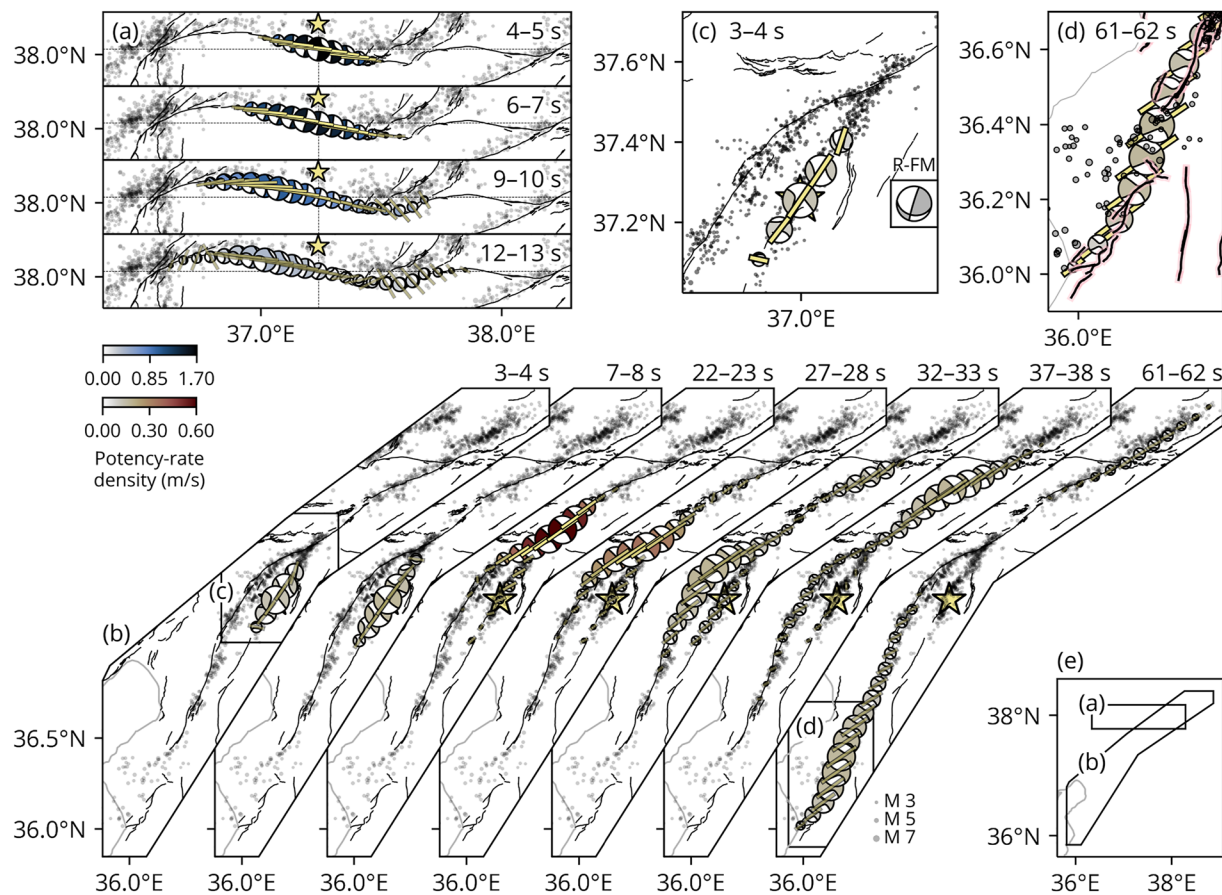 (a)
4–5 s
38.0°N
6–7 s
38.0°N
9–10 s
38.0°N
12–13 s
38.0°N
37.0°E
38.0°E
(c) 3–4 s
37.6°N
37.4°N
37.2°N
R-FM
37.0°E
(d) 61–62 s
36.6°N
36.4°N
36.2°N
36.0°N
36.0°E
0.00 0.85 1.70
0.00 0.30 0.60
Potency-rate
density (m/s)
3–4 s
7–8 s
22–23 s
27–28 s
32–33 s
37–38 s
61–62 s
(c)
(b)
(d)
36.5°N
36.0°N
M 3
M 5
M 7
36.0°E
36.0°E
36.0°E
36.0°E
36.0°E
36.0°E
36.0°E
(e)
(a)
(b)
38°N
36°N
36°E
38°E